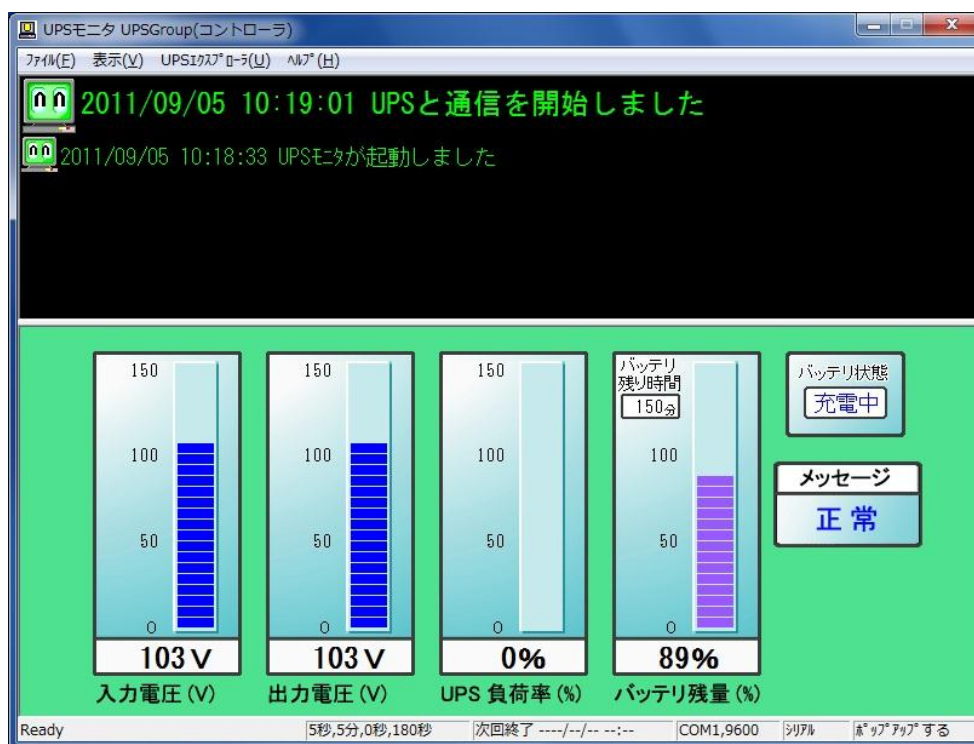 UPSモニタ UPSGroup(コントローラ)
ﾌｧｲﾙ(F) 表示(V) UPSｴｸｽﾌﾟﾛｰﾗ(U) ﾍﾙﾌﾟ(H)
2011/09/05 10:19:01 UPSと通信を開始しました
2011/09/05 10:18:33 UPSﾓﾆﾀが起動しました
150
100
50
0
103V
入力電圧(V)
150
100
50
0
103V
出力電圧(V)
150
100
50
0
0%
UPS 負荷率(%)
バッテリ
残り時間
150分
100
50
0
89%
バッテリ残量(%)
バッテリ状態
充電中
メッセージ
正常
Ready 5秒,5分,0秒,180秒 次回終了 ----/--/-- --:-- COM1,9600 ｼﾘｱﾙ ﾎﾟｯﾌﾟｱｯﾌﾟする